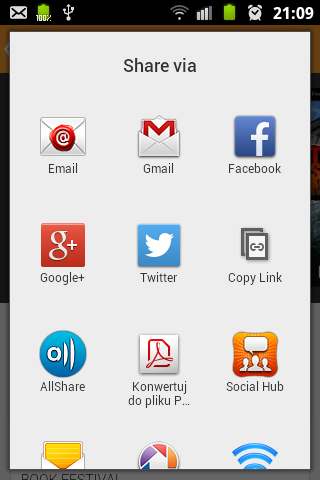 100%
21:09
Share via
Email
Gmail
Facebook
g+
f
Google+
Twitter
Copy Link
AllShare
Konwertuj
do pliku P...
Social Hub
BOOK FESTIVAL